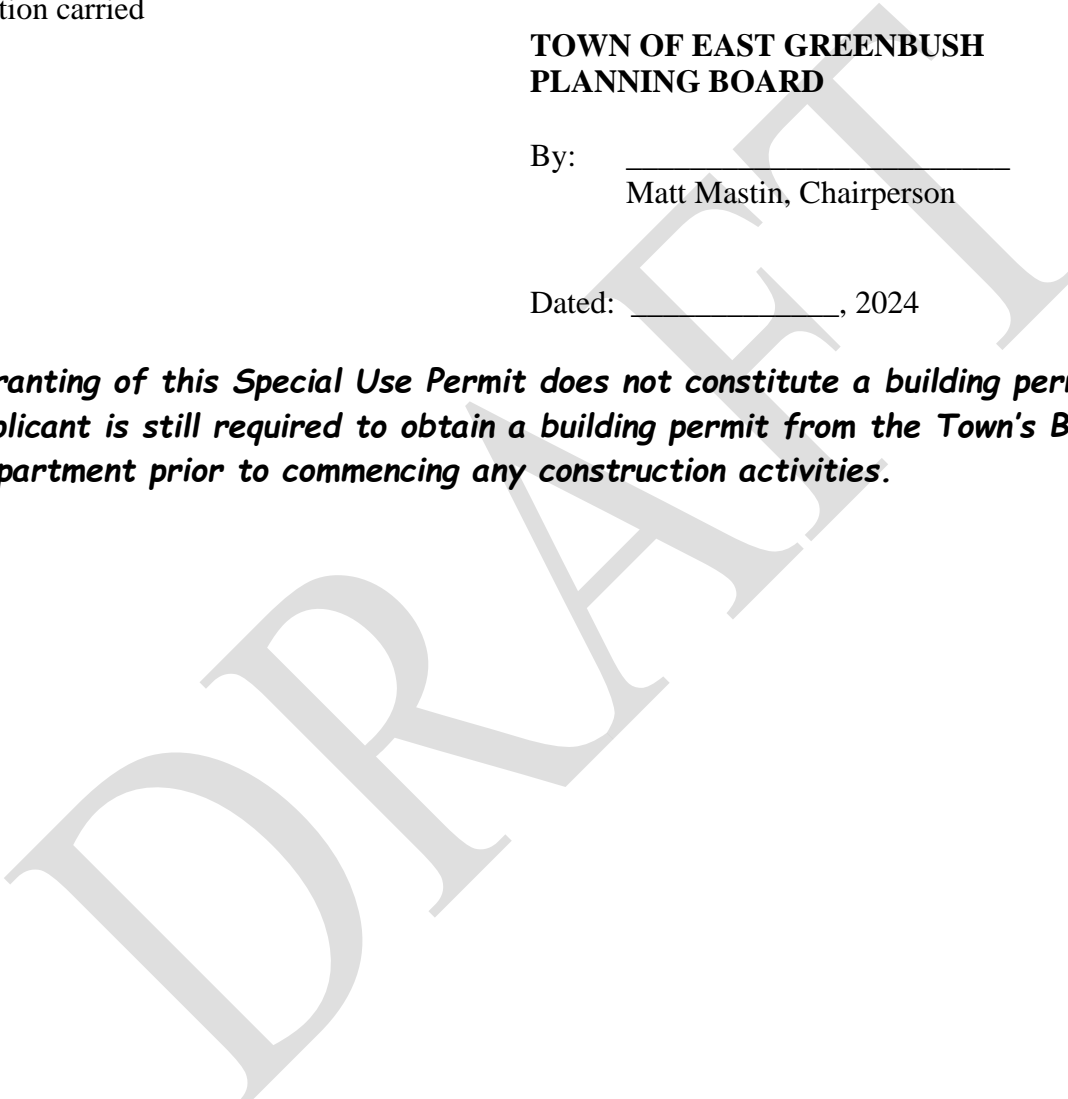 tion carried
TOWN OF EAST GREENBUSH
PLANNING BOARD
By: ________________________
Matt Mastin, Chairperson
Dated: _____________, 2024
ranting of this Special Use Permit does not constitute a building per
plicant is still required to obtain a building permit from the Town's B
partment prior to commencing any construction activities.
DRAFT